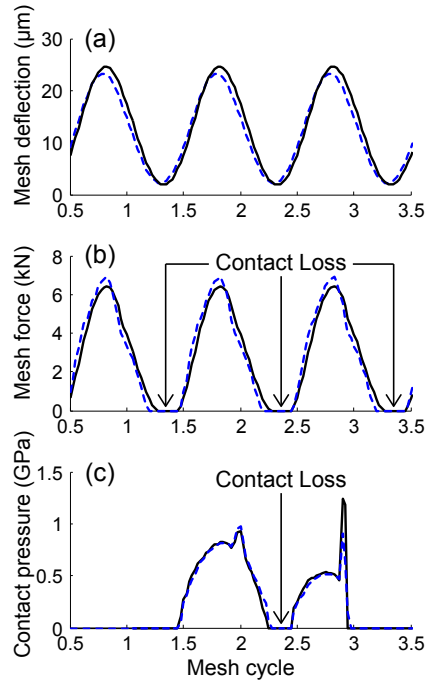 (a)
Mesh deflection (μm)
30
20
10
0
0.5 1 1.5 2 2.5 3 3.5
(b)
Contact Loss
Mesh force (kN)
8
6
4
2
0
0.5 1 1.5 2 2.5 3 3.5
(c)
Contact Loss
Contact pressure (GPa)
1.5
1
0.5
0
0.5 1 1.5 2 2.5 3 3.5
Mesh cycle